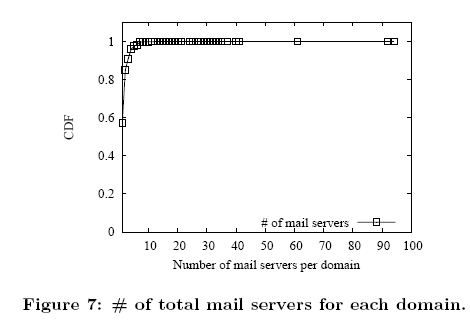 1
0.8
0.6
CDF
0.4
0.2
0
# of mail servers
10 20 30 40 50 60 70 80 90 100
Number of mail servers per domain
Figure 7: # of total mail servers for each domain.